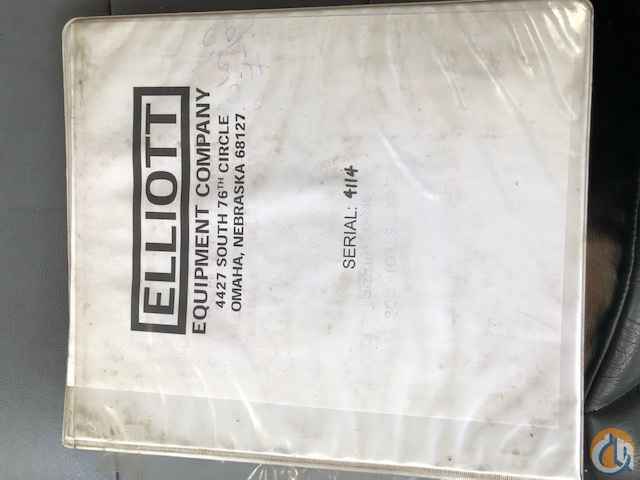 ELLIOTT
EQUIPMENT COMPANY
4427 SOUTH 76TH CIRCLE
OMAHA, NEBRASKA 68127
SERIAL: 4114